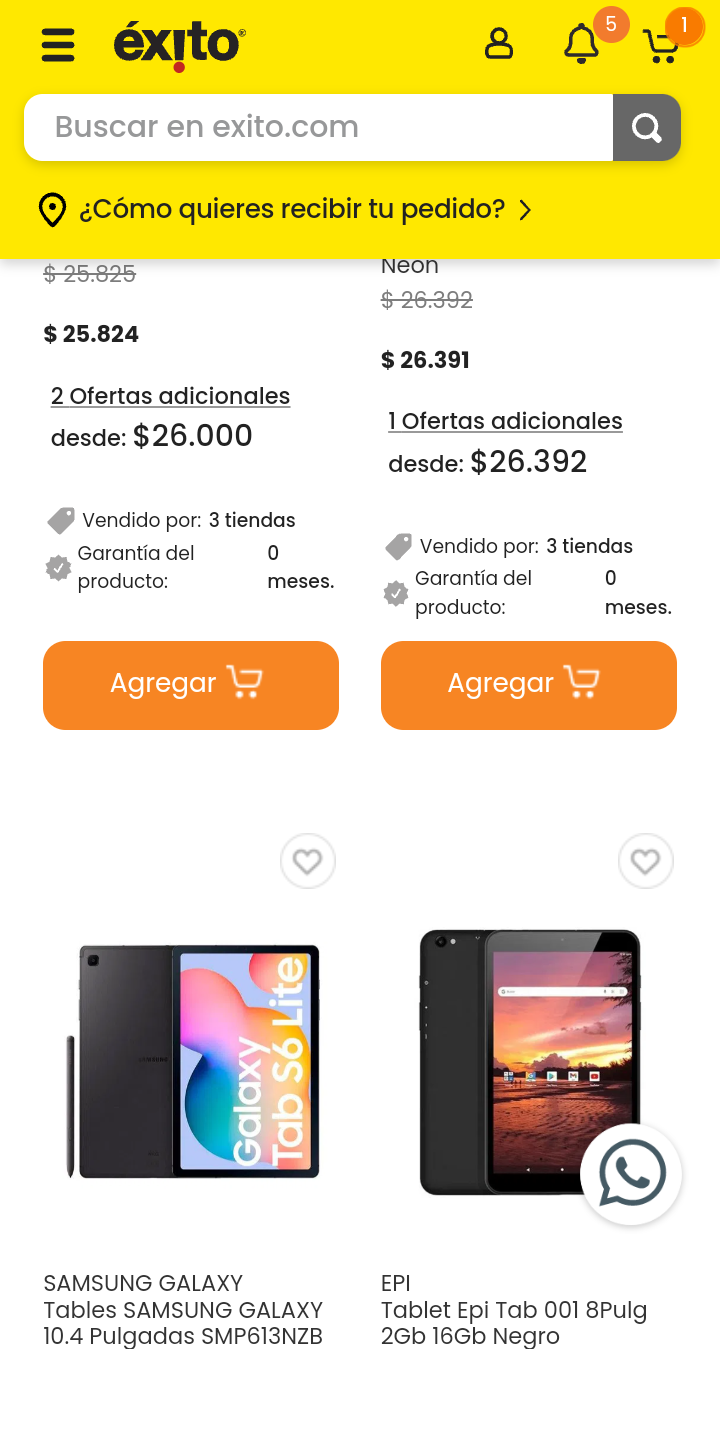 éxito
5
1
Buscar en exito.com
¿Cómo quieres recibir tu pedido?
$ 25.825
$ 25.824
2 Ofertas adicionales
desde: $26.000
Vendido por: 3 tiendas
Garantía del producto: 0 meses.
Agregar
Neon
$ 26.392
$ 26.391
1 Ofertas adicionales
desde: $26.392
Vendido por: 3 tiendas
Garantía del producto: 0 meses.
Agregar
SAMSUNG
Galaxy
Tab S6 Lite
SAMSUNG GALAXY
Tables SAMSUNG GALAXY
10.4 Pulgadas SMP613NZB
EPI
Tablet Epi Tab 001 8Pulg
2Gb 16Gb Negro